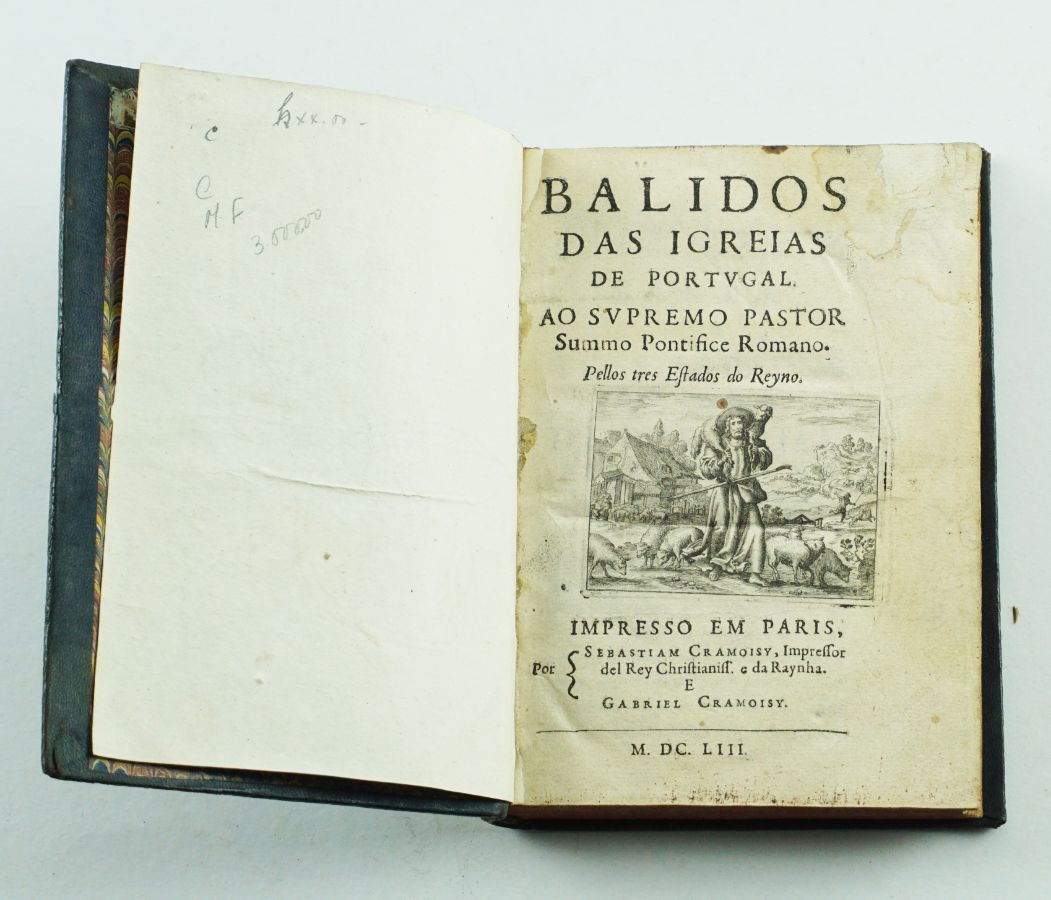 C
C
M. F
BALIDOS
DAS IGREIAS
DE PORTVGAL.
AO SVPREMO PASTOR
Summo Pontifice Romano.
Pellos tres Eſtados do Reyno.
IMPRESSO EM PARIS,
SEBASTIAM CRAMOISY, Impreſſor
Por del Rey Chriſtianiſſ. e da Raynha.
E
GABRIEL CRAMOISY.
M. DC. LIII.